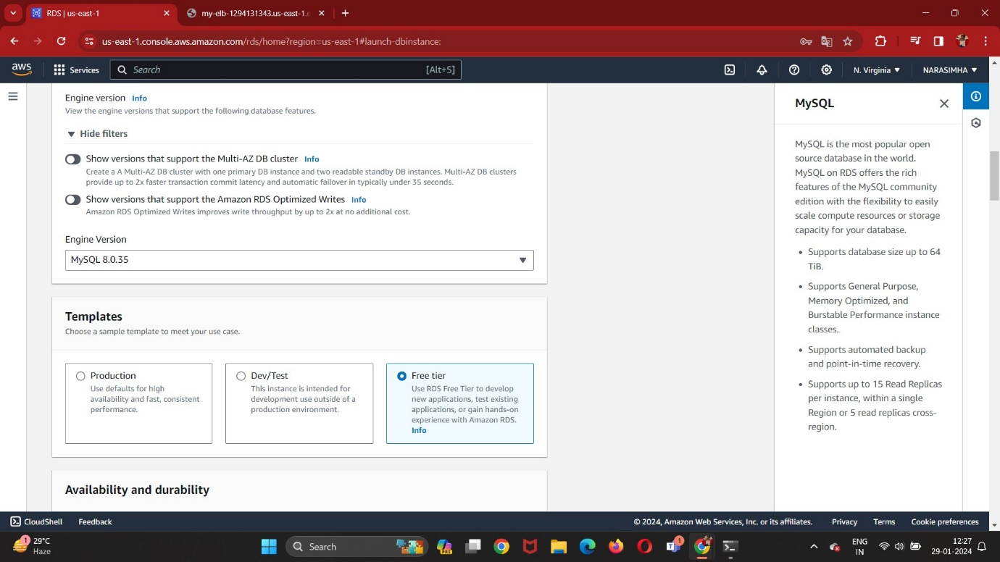 RDS | us-east-1
my-elb-1294131343.us-east-1.e
us-east-1.console.aws.amazon.com/rds/home?region=us-east-1#launch-dbinstance:
aws
Services
Search
[Alt+S]
N. Virginia
NARASIMHA
Engine version Info
View the engine versions that support the following database features.
Hide filters
Show versions that support the Multi-AZ DB cluster Info
Create a A Multi-AZ DB cluster with one primary DB instance and two readable standby DB instances. Multi-AZ DB clusters
provide up to 2x faster transaction commit latency and automatic failover in typically under 35 seconds.
Show versions that support the Amazon RDS Optimized Writes Info
Amazon RDS Optimized Writes improves write throughput by up to 2x at no additional cost.
Engine Version
MySQL 8.0.35
Templates
Choose a sample template to meet your use case.
Production
Use defaults for high
availability and fast, consistent
performance.
Dev/Test
This instance is intended for
development use outside of a
production environment.
Free tier
Use RDS Free Tier to develop
new applications, test existing
applications, or gain hands-on
experience with Amazon RDS.
Info
Availability and durability
MySQL
MySQL is the most popular open
source database in the world.
MySQL on RDS offers the rich
features of the MySQL community
edition with the flexibility to easily
scale compute resources or storage
capacity for your database.
• Supports database size up to 64
TiB.
• Supports General Purpose,
Memory Optimized, and
Burstable Performance instance
classes.
• Supports automated backup
and point-in-time recovery.
• Supports up to 15 Read Replicas
per instance, within a single
Region or 5 read replicas cross-
region.
CloudShell
Feedback
© 2024, Amazon Web Services, Inc. or its affiliates.
Privacy
Terms
Cookie preferences
1
29°C
Haze
Search
PRE
1
ENG
IN
12:27
29-01-2024